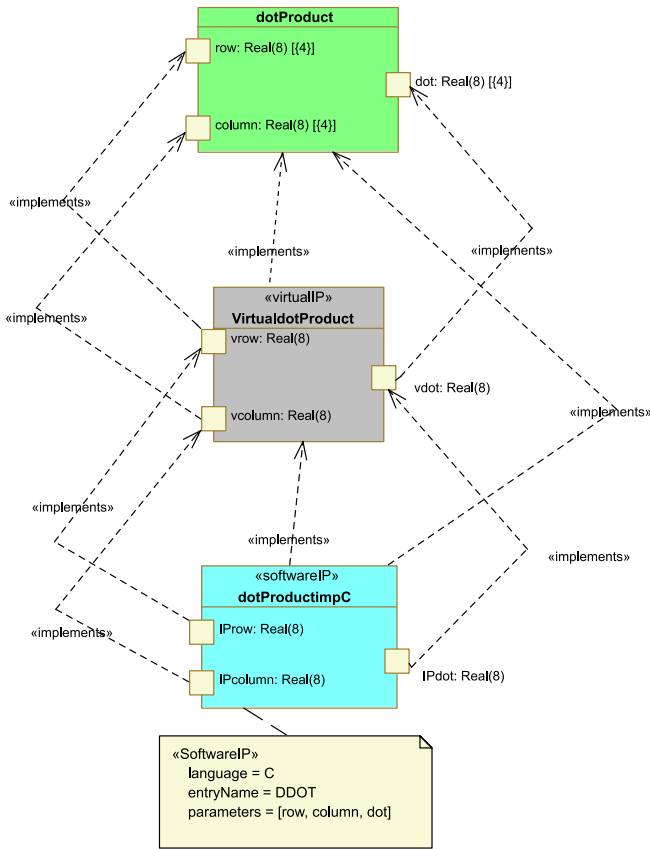 dotProduct
row: Real(8) [{4}]
dot: Real(8) [{4}]
column: Real(8) [{4}]
«implements»
«implements»
«implements»
«virtualIP»
VirtualdotProduct
«implements»
vrow: Real(8)
vdot: Real(8)
vcolumn: Real(8)
«implements»
«implements»
«implements»
«implements»
«softwareIP»
dotProductimpC
IProw: Real(8)
«implements»
IPcolumn: Real(8)
IPdot: Real(8)
«SoftwareIP»
language = C
entryName = DDOT
parameters = [row, column, dot]